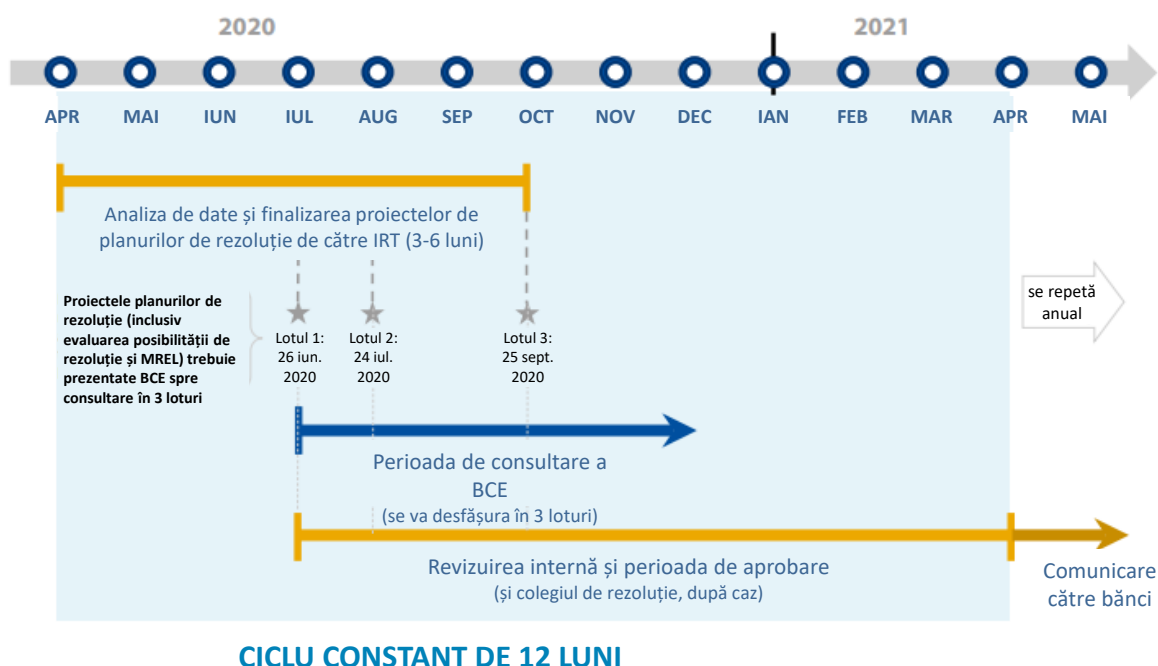 2020
2021
APR MAI IUN IUL AUG SEP OCT NOV DEC IAN FEB MAR APR MAI
Analiza de date și finalizarea proiectelor de
planurilor de rezoluție de către IRT (3-6 luni)
Proiectele planurilor de
rezoluție (inclusiv
evaluarea posibilității de
rezoluție și MREL) trebuie
prezentate BCE spre
consultare în 3 loturi
Lotul 1:
26 iun.
2020
Lotul 2:
24 iul.
2020
Lotul 3:
25 sept.
2020
se repetă
anual
Perioada de consultare a
BCE
(se va desfășura în 3 loturi)
Revizuirea internă și perioada de aprobare
(și colegiul de rezoluție, după caz)
Comunicare
către bănci
CICLU CONSTANT DE 12 LUNI